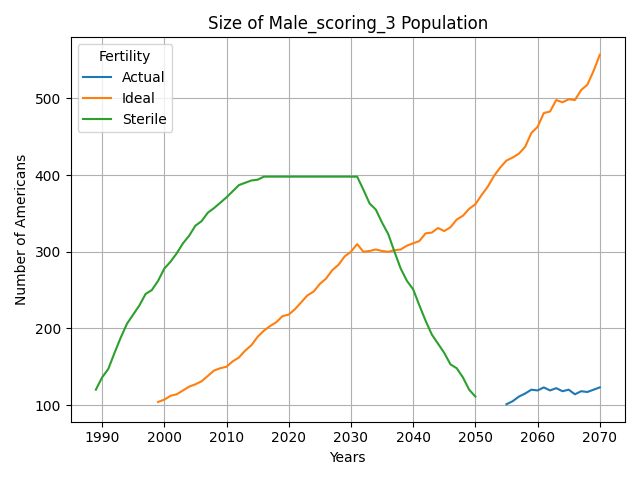 Size of Male_scoring_3 Population
Fertility
Actual
Ideal
Sterile
Number of Americans
500
400
300
200
100
1990 2000 2010 2020 2030 2040 2050 2060 2070
Years